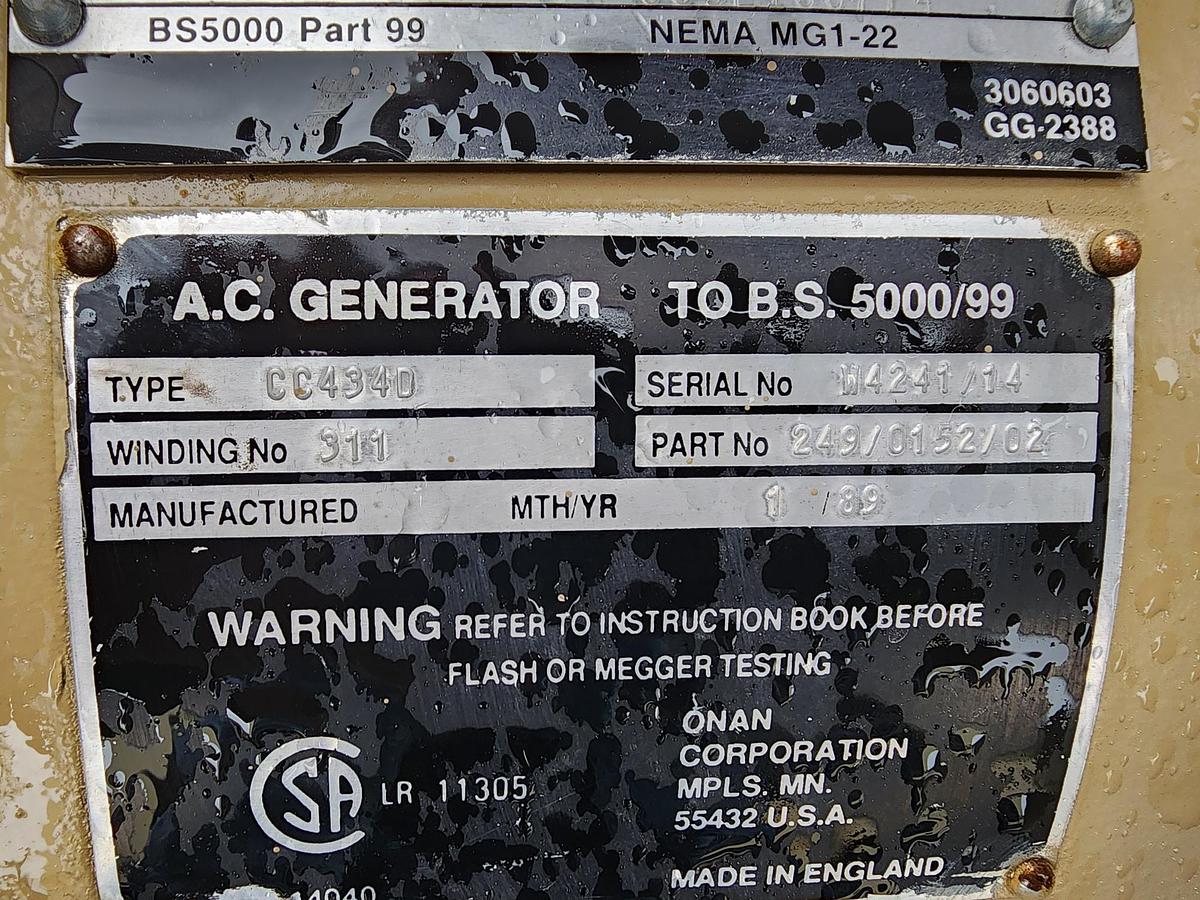 BS5000 Part 99 NEMA MG1-22
3060603
GG-2388
A.C. GENERATOR TO B.S. 5000/99
TYPE CC434D SERIAL No W4241/14
WINDING No 311 PART No 249/0152/02
MANUFACTURED MTH/YR 1 / 89
WARNING REFER TO INSTRUCTION BOOK BEFORE
FLASH OR MEGGER TESTING
ONAN
CORPORATION
MPLS. MN.
55432 U.S.A.
CSA LR 11305
MADE IN ENGLAND